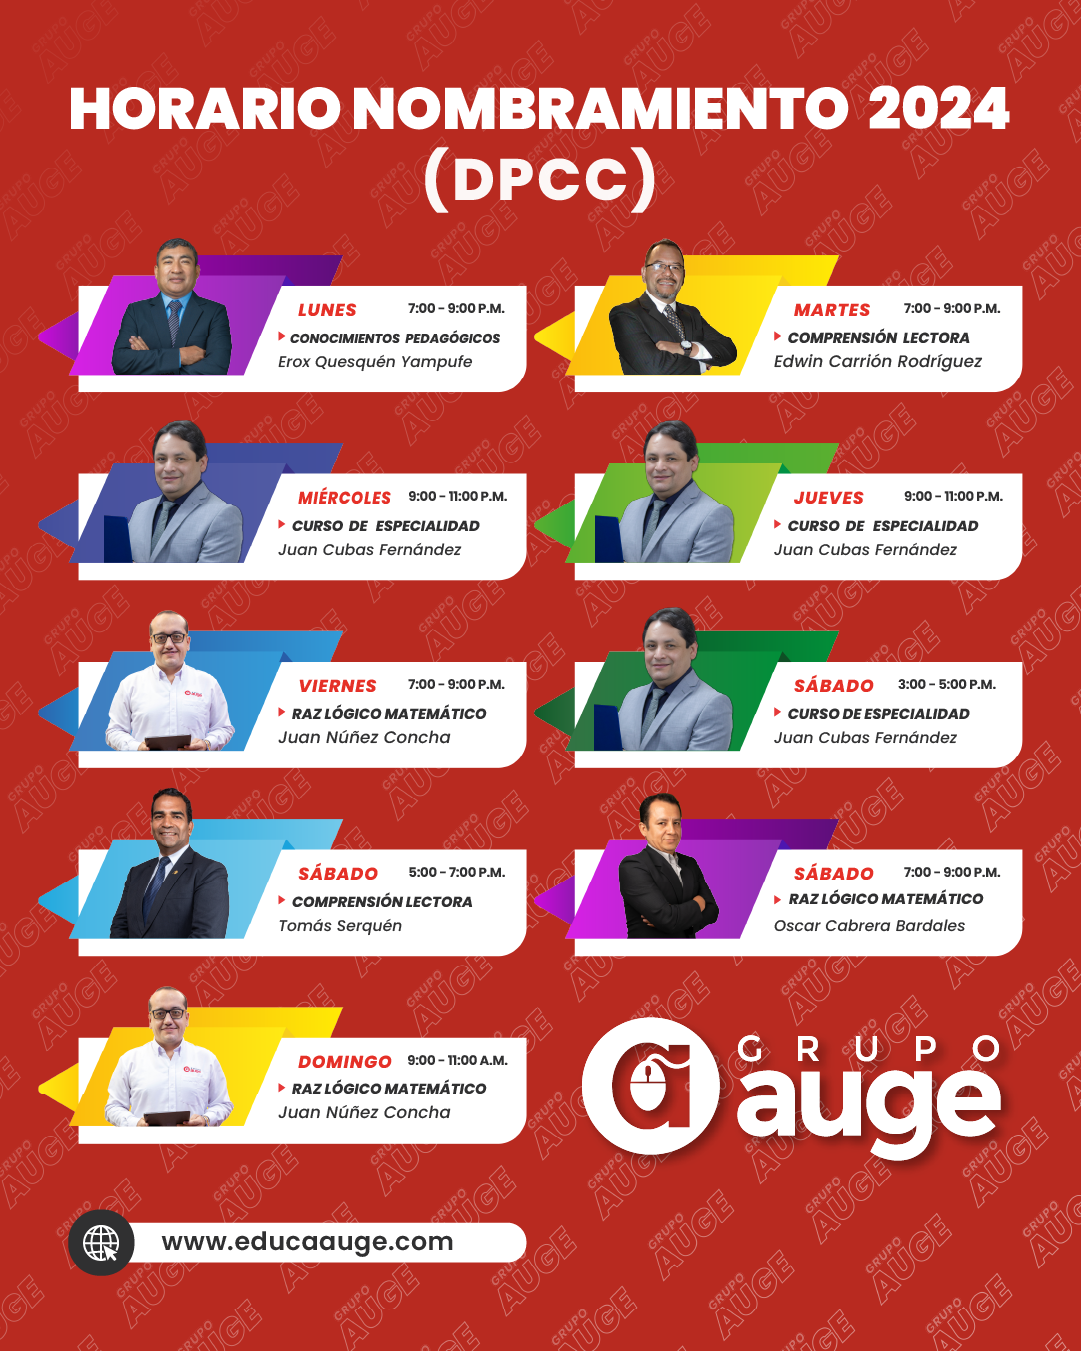 HORARIO NOMBRAMIENTO 2024
(DPCC)
LUNES 7:00 - 9:00 P.M.
CONOCIMIENTOS PEDAGÓGICOS
Erox Quesquén Yampufe
MARTES 7:00 - 9:00 P.M.
COMPRENSIÓN LECTORA
Edwin Carrión Rodríguez
MIÉRCOLES 9:00 - 11:00 P.M.
CURSO DE ESPECIALIDAD
Juan Cubas Fernández
JUEVES 9:00 - 11:00 P.M.
CURSO DE ESPECIALIDAD
Juan Cubas Fernández
VIERNES 7:00 - 9:00 P.M.
RAZ LÓGICO MATEMÁTICO
Juan Núñez Concha
SÁBADO 3:00 - 5:00 P.M.
CURSO DE ESPECIALIDAD
Juan Cubas Fernández
SÁBADO 5:00 - 7:00 P.M.
COMPRENSIÓN LECTORA
Tomás Serquén
SÁBADO 7:00 - 9:00 P.M.
RAZ LÓGICO MATEMÁTICO
Oscar Cabrera Bardales
DOMINGO 9:00 - 11:00 A.M.
RAZ LÓGICO MATEMÁTICO
Juan Núñez Concha
GRUPO
auge
www.educaauge.com